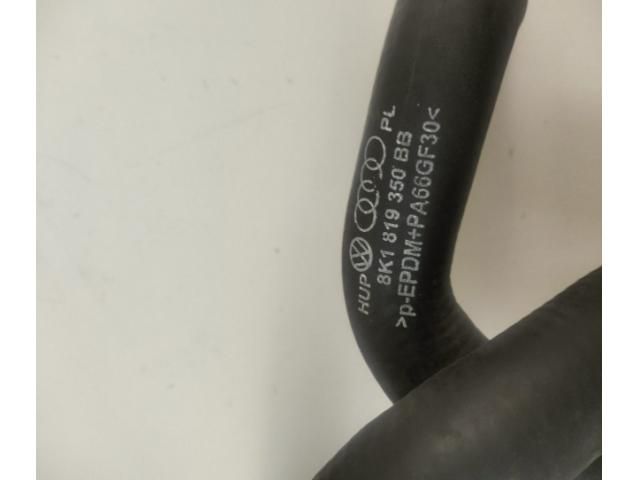 HUP PL
8K1 819 350 BB
>p-EPDM+PA66GF30<